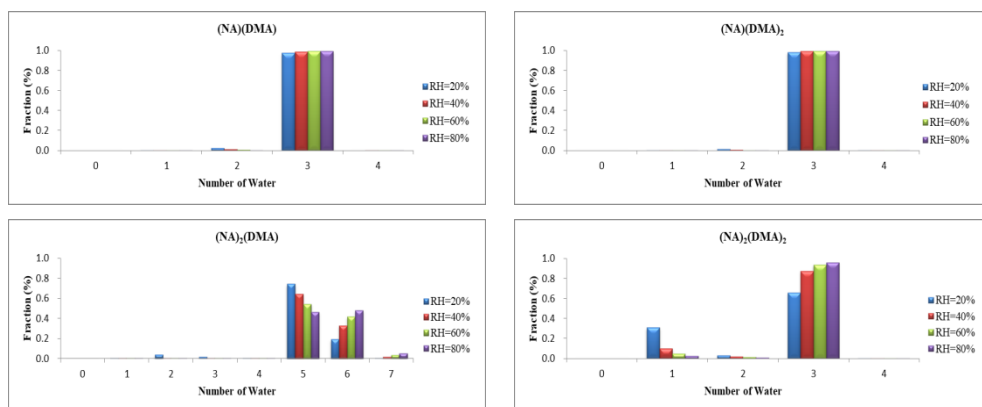 (NA)(DMA)
Fraction (%)
1.0
0.8
0.6
0.4
0.2
0.0
0 1 2 3 4
Number of Water
RH=20%
RH=40%
RH=60%
RH=80%
(NA)(DMA)₂
Fraction (%)
1.0
0.8
0.6
0.4
0.2
0.0
0 1 2 3 4
Number of Water
RH=20%
RH=40%
RH=60%
RH=80%
(NA)₂(DMA)
Fraction (%)
1.0
0.8
0.6
0.4
0.2
0.0
0 1 2 3 4 5 6 7
Number of Water
RH=20%
RH=40%
RH=60%
RH=80%
(NA)₂(DMA)₂
Fraction (%)
1.0
0.8
0.6
0.4
0.2
0.0
0 1 2 3 4
Number of Water
RH=20%
RH=40%
RH=60%
RH=80%